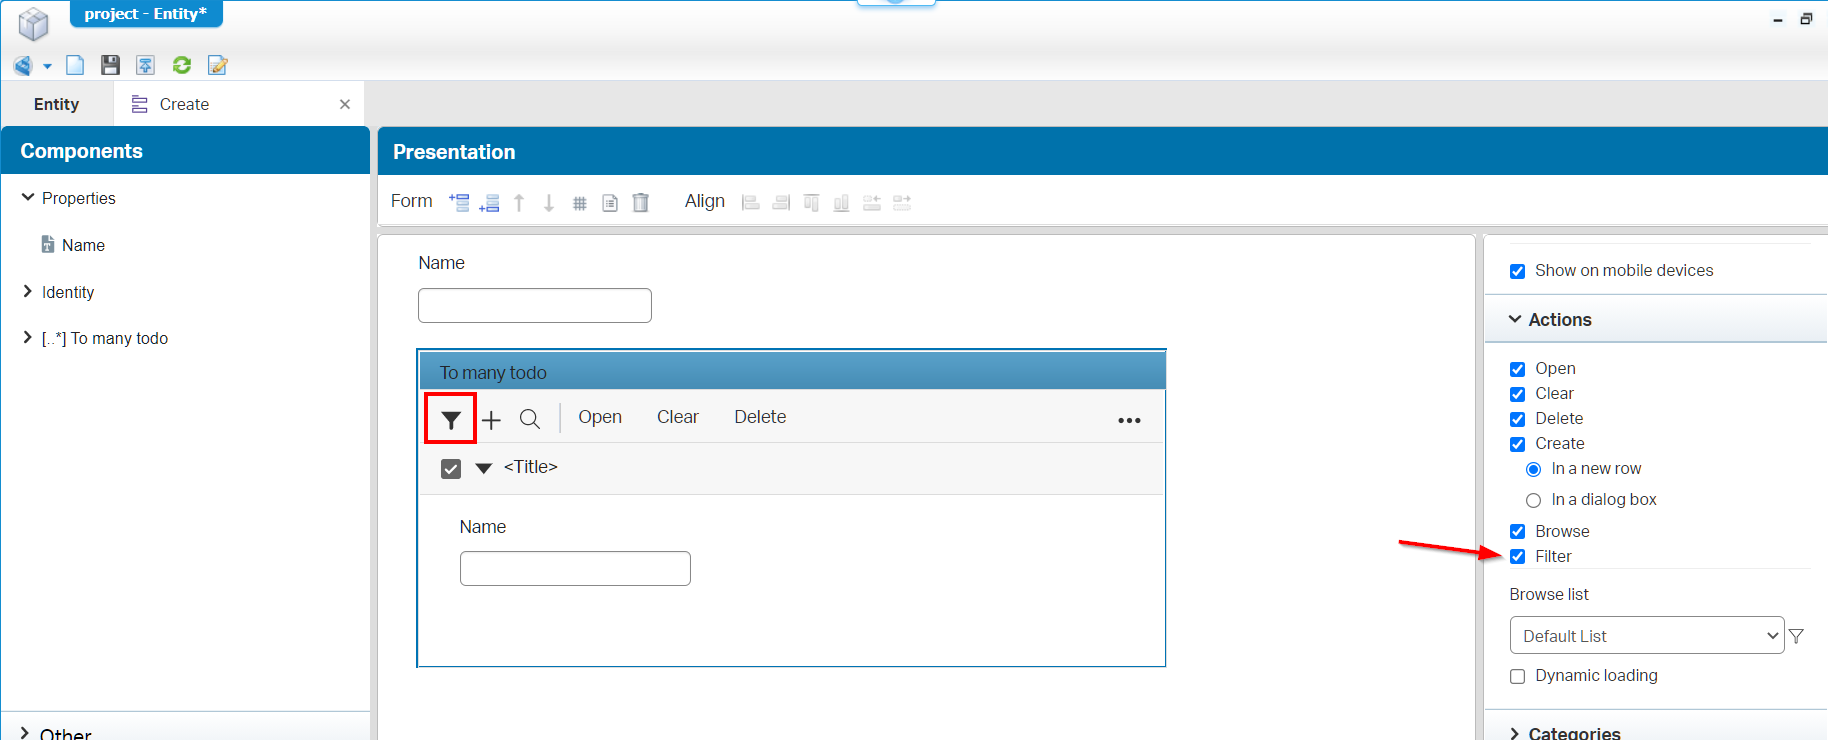 project - Entity*
Entity
Create
Components
Presentation
Properties
Name
Identity
[..*] To many todo
Other
Form
Align
Name
To many todo
Open Clear Delete
<Title>
Name
Show on mobile devices
Actions
Open
Clear
Delete
Create
In a new row
In a dialog box
Browse
Filter
Browse list
Default List
Dynamic loading
Categories